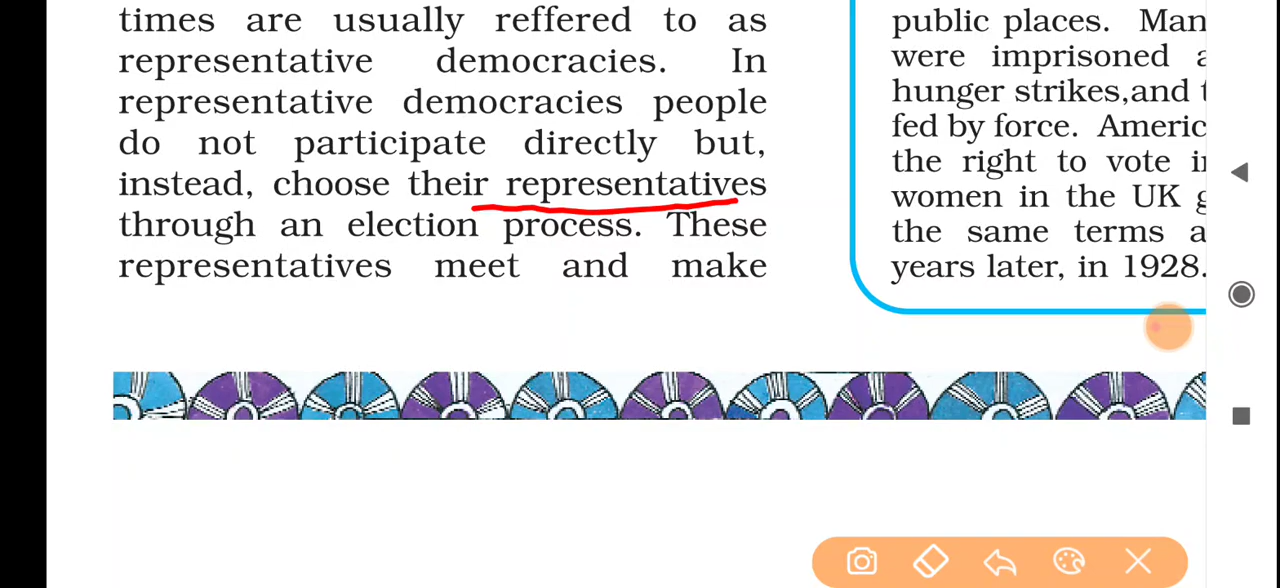 times are usually reffered to as
representative democracies. In
representative democracies people
do not participate directly but,
instead, choose their representatives
through an election process. These
representatives meet and make
public places. Man
were imprisoned
hunger strikes,and
fed by force. Americ
the right to vote
women in the UK
the same terms a
years later, in 1928.